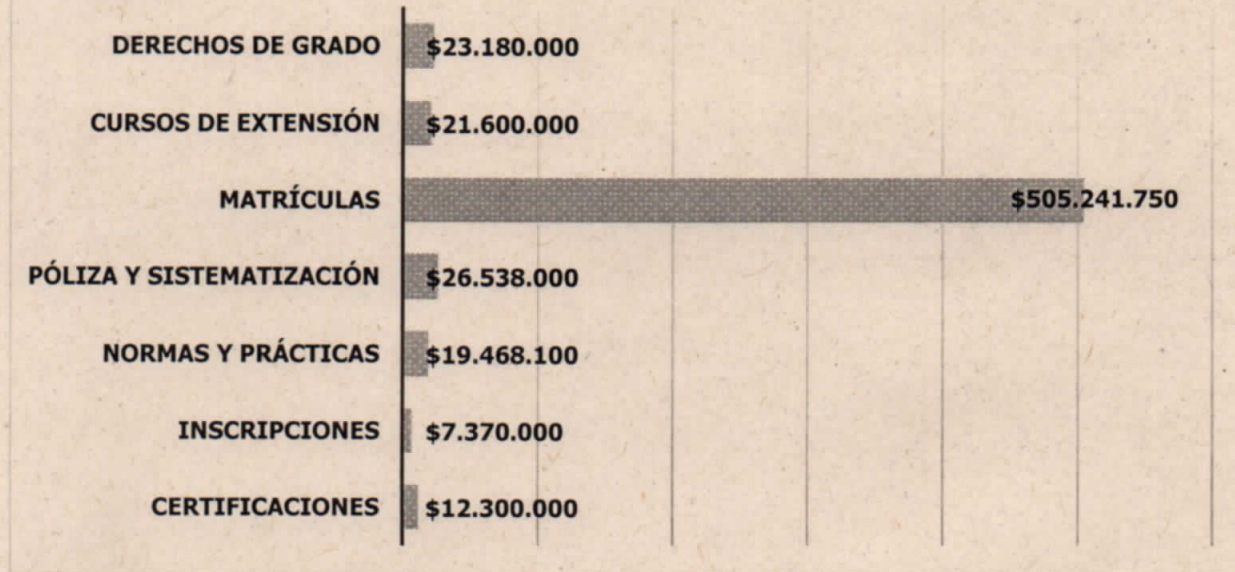 DERECHOS DE GRADO $23.180.000
CURSOS DE EXTENSIÓN $21.600.000
MATRÍCULAS $505.241.750
PÓLIZA Y SISTEMATIZACIÓN $26.538.000
NORMAS Y PRÁCTICAS $19.468.100
INSCRIPCIONES $7.370.000
CERTIFICACIONES $12.300.000